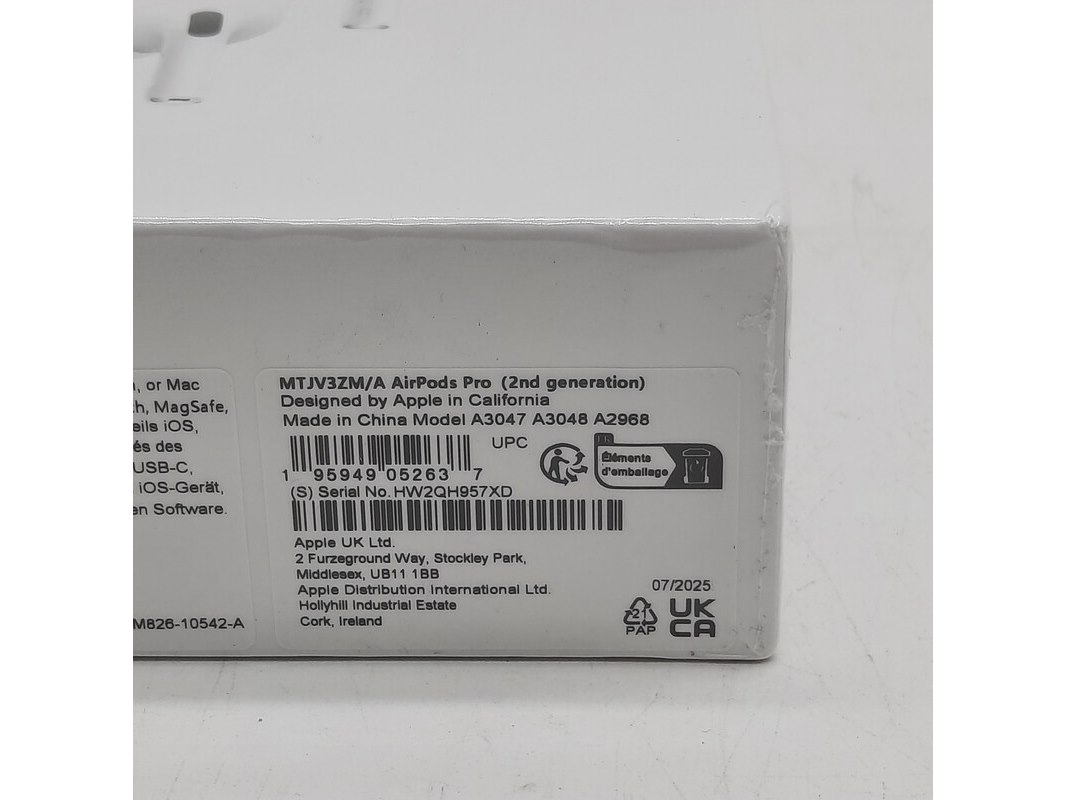 , or Mac
h, MagSafe,
eils iOS,
és des
USB-C,
iOS-Gerät,
en Software.
M826-10542-A
MTJV3ZM/A AirPods Pro (2nd generation)
Designed by Apple in California
Made in China Model A3047 A3048 A2968
UPC
1 95949 05263 7
FR
Éléments
d'emballage
(S) Serial No. HW2QH957XD
Apple UK Ltd.
2 Furzeground Way, Stockley Park,
Middlesex, UB11 1BB
Apple Distribution International Ltd.
Hollyhill Industrial Estate
Cork, Ireland
07/2025
21
PAP
UK
CA